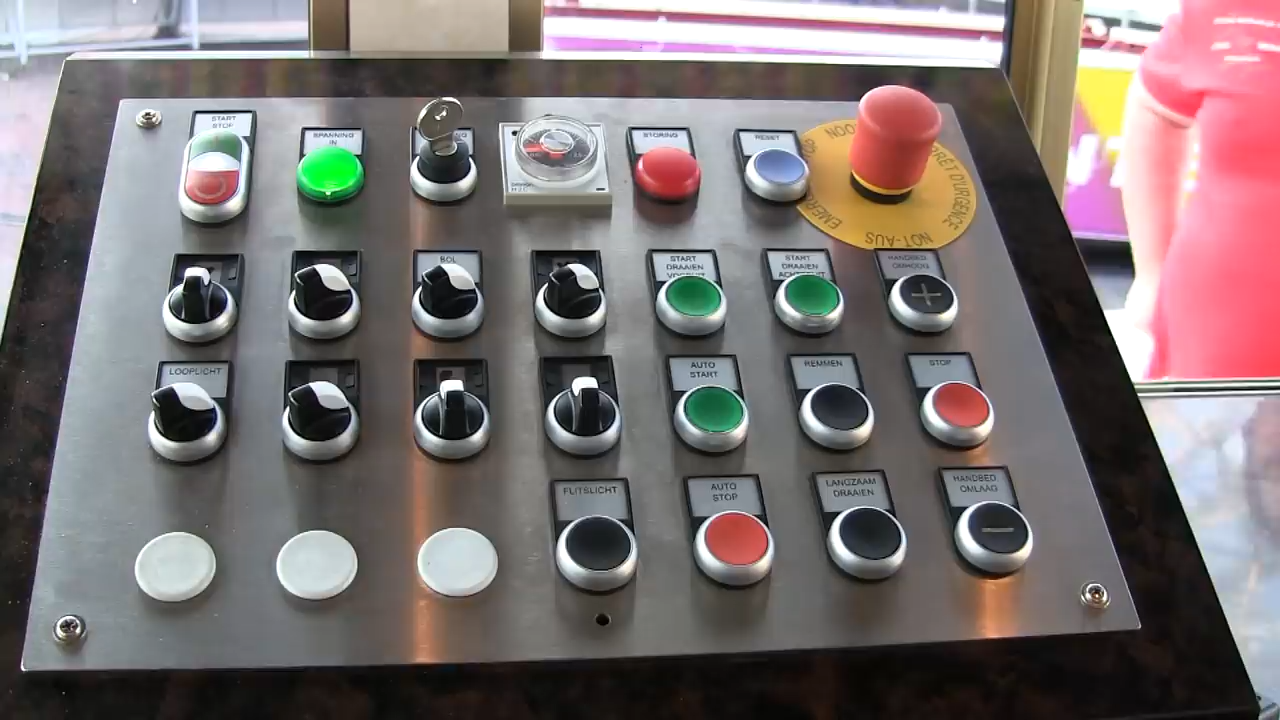 START
STOP
SPANNING
IN
STORING
RESET
NOOD
ARRET D'URGENCE
NOT-AUS
EMER
BOL
START
DRAAIEN
START
DRAAIEN
HANDBED
OMHOOG
LOOPLICHT
AUTO
START
REMMEN
STOP
FLITSLICHT
AUTO
STOP
LANGZAAM
DRAAIEN
HANDBED
OMLAAG